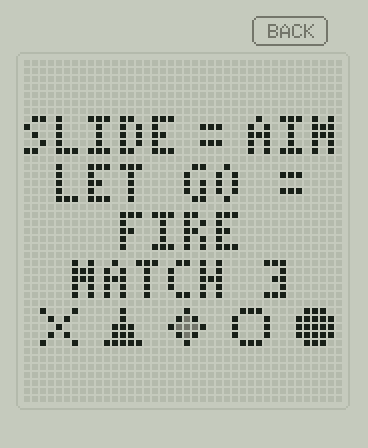 BACK
SLIDE = AIM
LET GO =
FIRE
MATCH 3